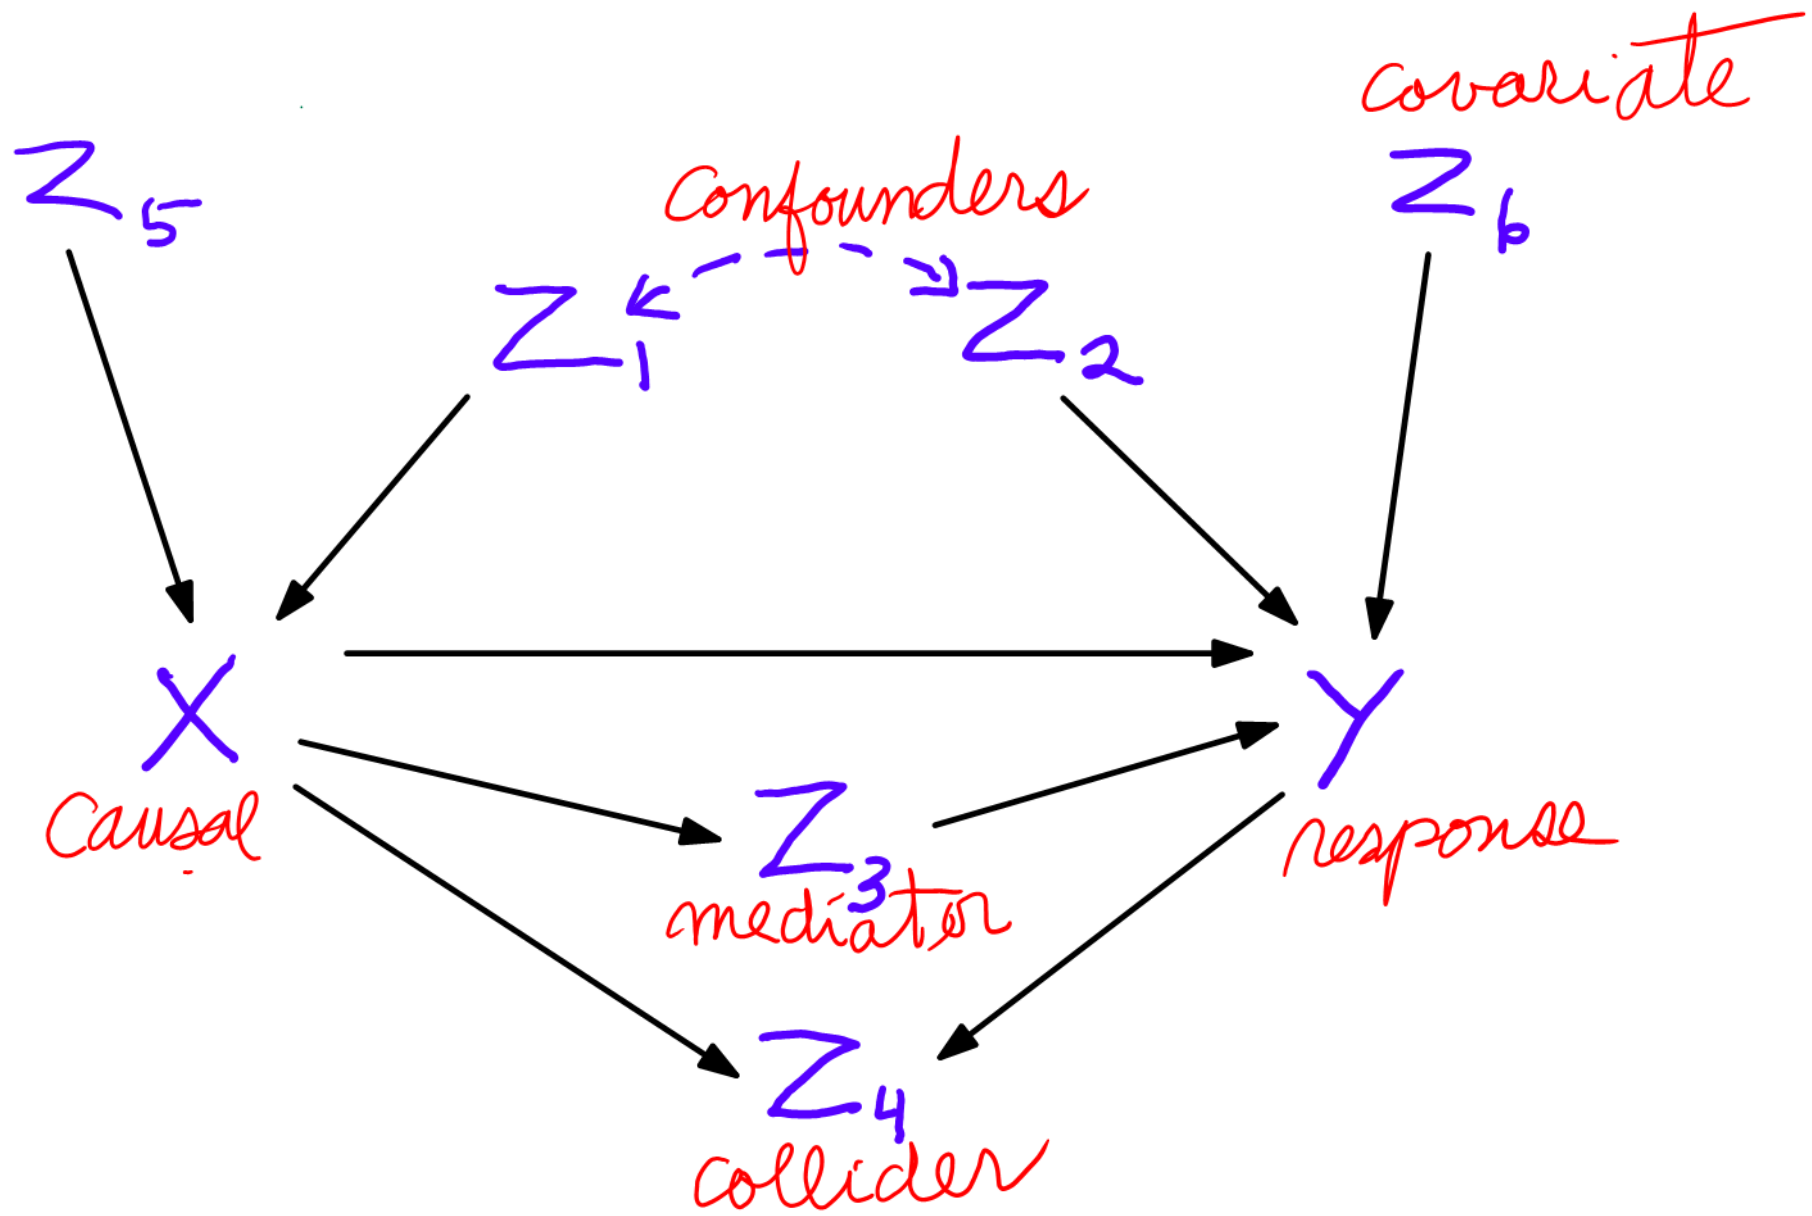 covariate
Z5
confounders
Z6
Z1
Z2
X
Y
causal
response
Z3
mediator
Z4
collider